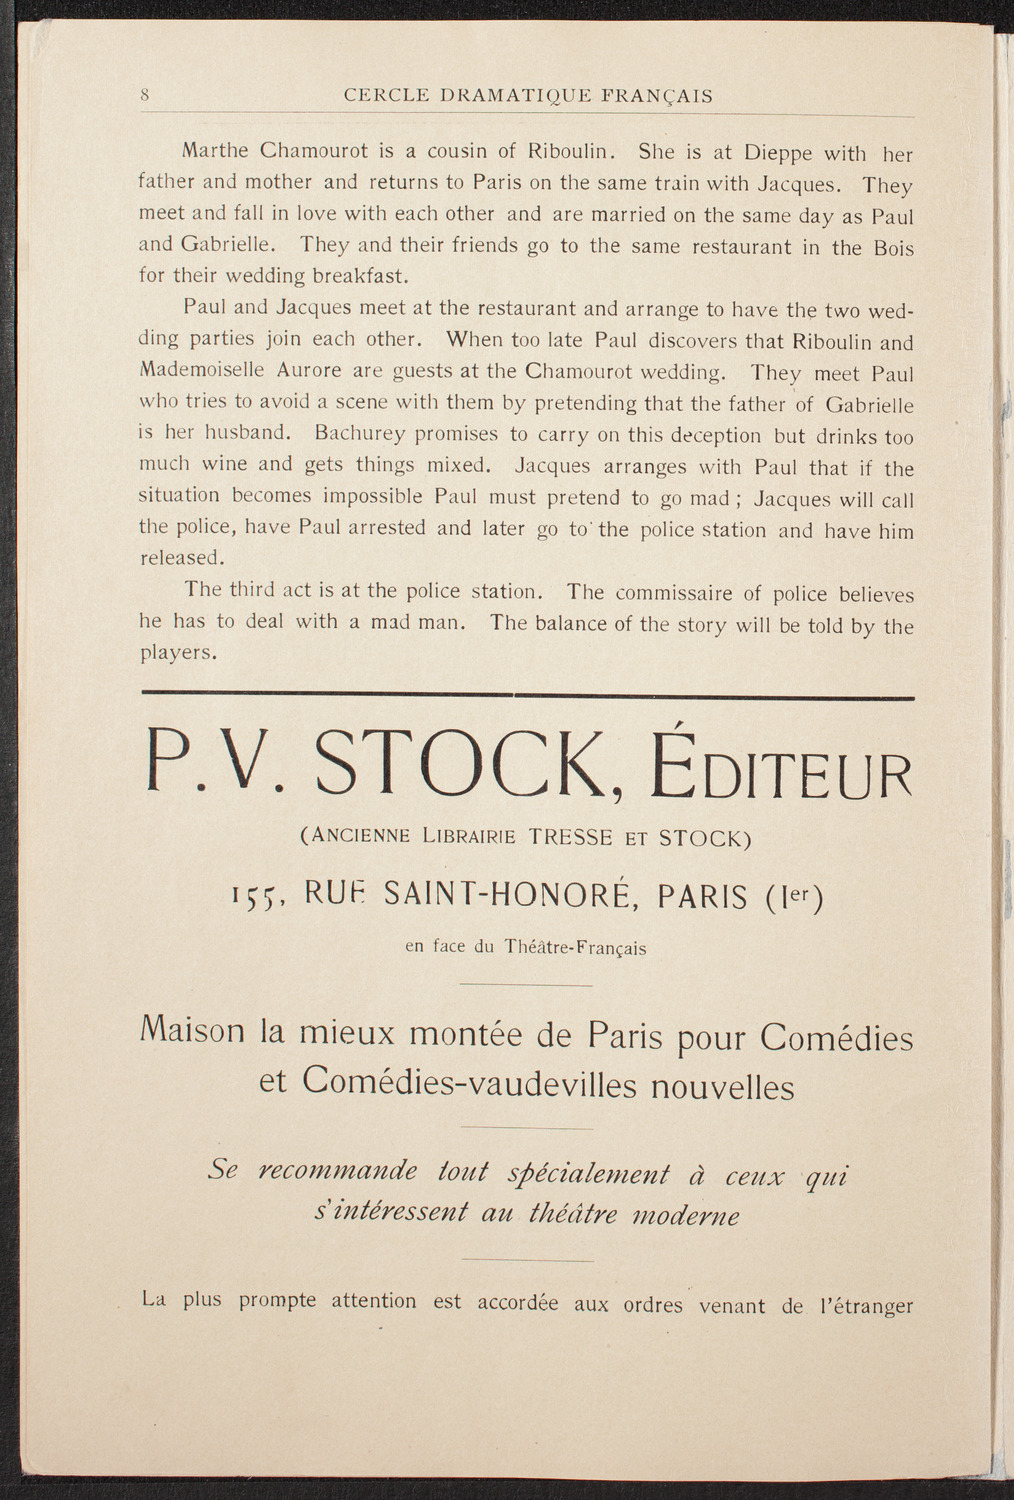 8 CERCLE DRAMATIQUE FRANÇAIS
Marthe Chamourot is a cousin of Riboulin. She is at Dieppe with her
father and mother and returns to Paris on the same train with Jacques. They
meet and fall in love with each other and are married on the same day as Paul
and Gabrielle. They and their friends go to the same restaurant in the Bois
for their wedding breakfast.
Paul and Jacques meet at the restaurant and arrange to have the two wed-
ding parties join each other. When too late Paul discovers that Riboulin and
Mademoiselle Aurore are guests at the Chamourot wedding. They meet Paul
who tries to avoid a scene with them by pretending that the father of Gabrielle
is her husband. Bachurey promises to carry on this deception but drinks too
much wine and gets things mixed. Jacques arranges with Paul that if the
situation becomes impossible Paul must pretend to go mad ; Jacques will call
the police, have Paul arrested and later go to the police station and have him
released.
The third act is at the police station. The commissaire of police believes
he has to deal with a mad man. The balance of the story will be told by the
players.
P. V. STOCK, ÉDITEUR
(ANCIENNE LIBRAIRIE TRESSE ET STOCK)
155, RUE SAINT-HONORÉ, PARIS (Ier)
en face du Théâtre-Français
Maison la mieux montée de Paris pour Comédies
et Comédies-vaudevilles nouvelles
Se recommande tout spécialement à ceux qui
s'intéressent au théâtre moderne
La plus prompte attention est accordée aux ordres venant de l'étranger